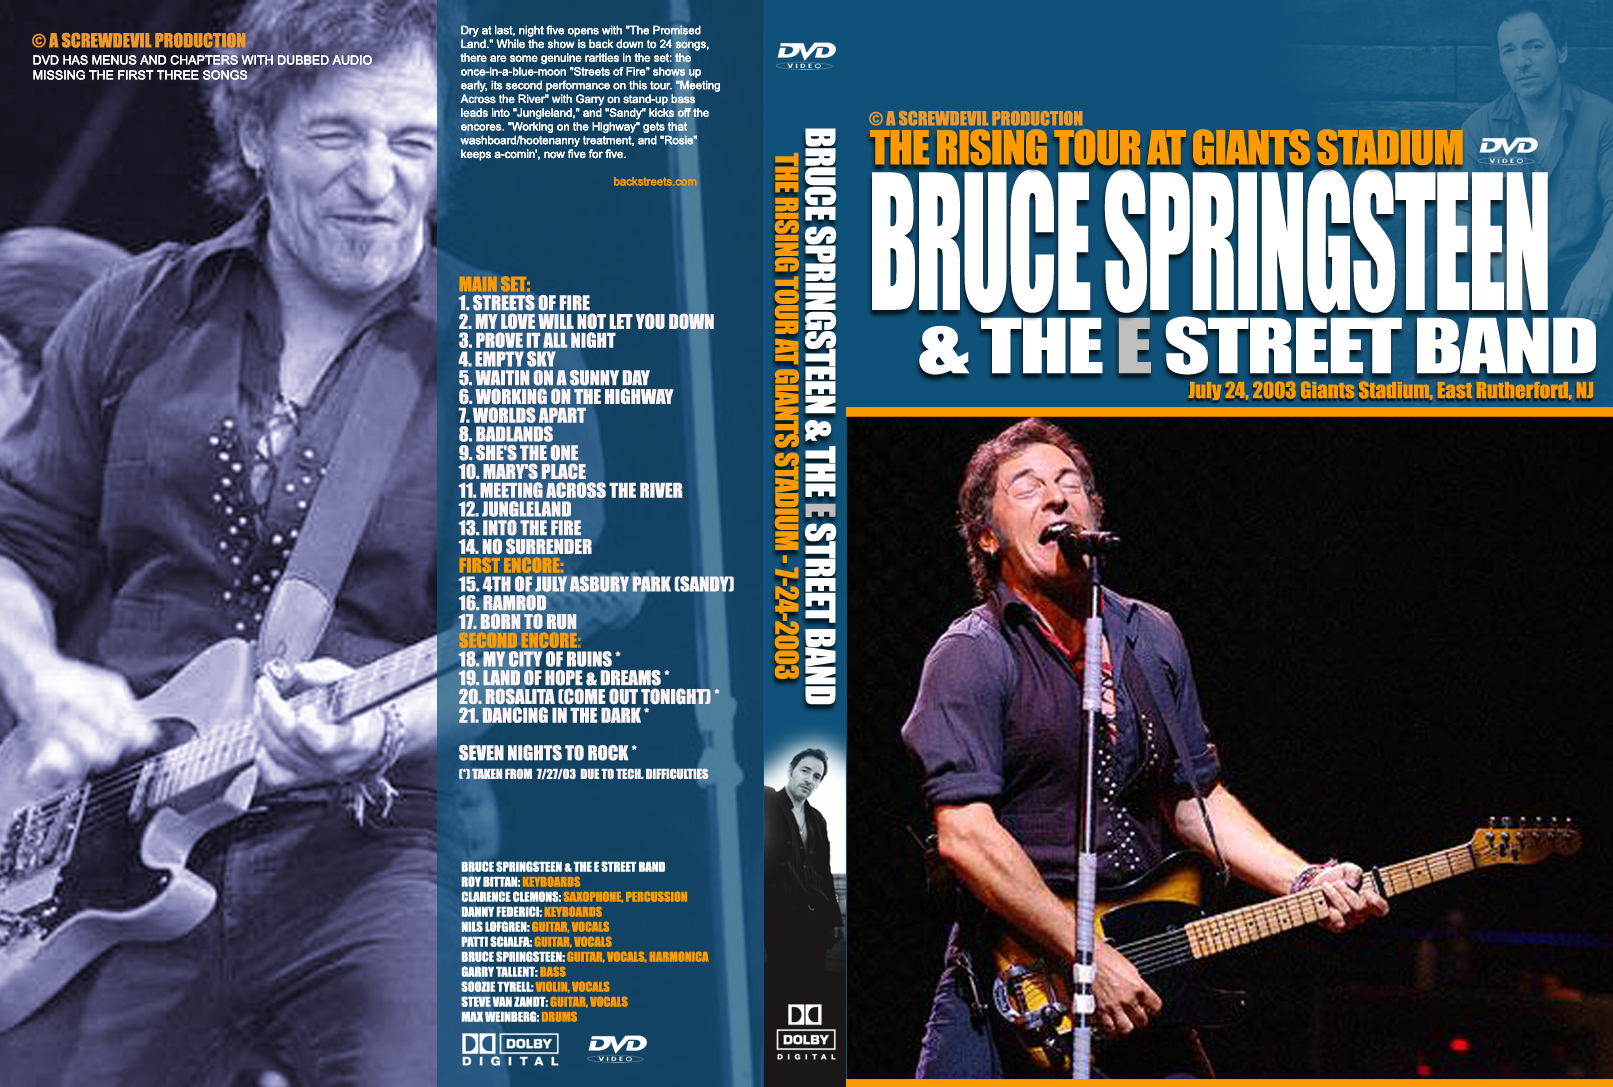 © A SCREWDEVIL PRODUCTION
DVD HAS MENUS AND CHAPTERS WITH DUBBED AUDIO
MISSING THE FIRST THREE SONGS
Dry at last, night five opens with "The Promised
Land." While the show is back down to 24 songs,
there are some genuine rarities in the set: the
once-in-a-blue-moon "Streets of Fire" shows up
early, its second performance on this tour. "Meeting
Across the River" with Garry on stand-up bass
leads into "Jungleland," and "Sandy" kicks off the
encores. "Working on the Highway" gets that
washboard/hootenanny treatment, and "Rosie"
keeps a-comin', now five for five.
backstreets.com
MAIN SET:
1. STREETS OF FIRE
2. MY LOVE WILL NOT LET YOU DOWN
3. PROVE IT ALL NIGHT
4. EMPTY SKY
5. WAITIN ON A SUNNY DAY
6. WORKING ON THE HIGHWAY
7. WORLDS APART
8. BADLANDS
9. SHE'S THE ONE
10. MARY'S PLACE
11. MEETING ACROSS THE RIVER
12. JUNGLELAND
13. INTO THE FIRE
14. NO SURRENDER
FIRST ENCORE:
15. 4TH OF JULY ASBURY PARK (SANDY)
16. RAMROD
17. BORN TO RUN
SECOND ENCORE:
18. MY CITY OF RUINS *
19. LAND OF HOPE & DREAMS *
20. ROSALITA (COME OUT TONIGHT) *
21. DANCING IN THE DARK *
SEVEN NIGHTS TO ROCK *
(*) TAKEN FROM 7/27/03 DUE TO TECH. DIFFICULTIES
BRUCE SPRINGSTEEN & THE E STREET BAND
ROY BITTAN: KEYBOARDS
CLARENCE CLEMONS: SAXOPHONE, PERCUSSION
DANNY FEDERICI: KEYBOARDS
NILS LOFGREN: GUITAR, VOCALS
PATTI SCIALFA: GUITAR, VOCALS
BRUCE SPRINGSTEEN: GUITAR, VOCALS, HARMONICA
GARRY TALLENT: BASS
SOOZIE TYRELL: VIOLIN, VOCALS
STEVE VAN ZANDT: GUITAR, VOCALS
MAX WEINBERG: DRUMS
DOLBY
DIGITAL
DVD
VIDEO
DVD
VIDEO
BRUCE SPRINGSTEEN & THE E STREET BAND
THE RISING TOUR AT GIANTS STADIUM - 7-24-2003
DOLBY
DIGITAL
© A SCREWDEVIL PRODUCTION
THE RISING TOUR AT GIANTS STADIUM
DVD
VIDEO
BRUCE SPRINGSTEEN
& THE E STREET BAND
July 24, 2003 Giants Stadium, East Rutherford, NJ